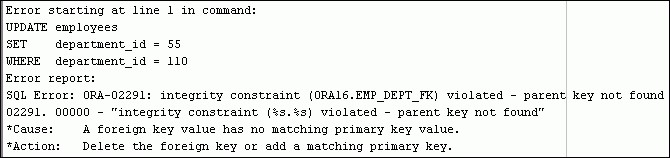 Error starting at line 1 in command:
UPDATE employees
SET department_id = 55
WHERE department_id = 110
Error report:
SQL Error: ORA-02291: integrity constraint (ORA16.EMP_DEPT_FK) violated - parent key not found
02291. 00000 - "integrity constraint (%s.%s) violated - parent key not found"
*Cause: A foreign key value has no matching primary key value.
*Action: Delete the foreign key or add a matching primary key.